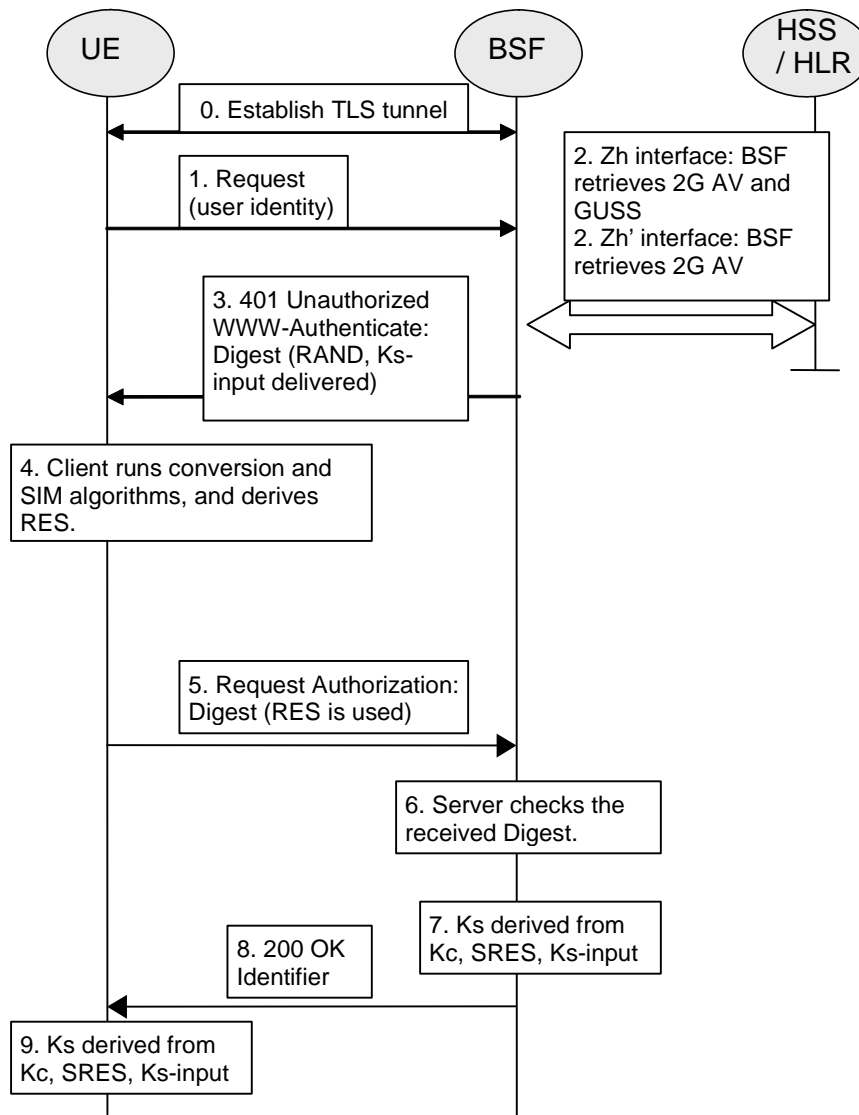 UE
BSF
HSS
/ HLR
0. Establish TLS tunnel
1. Request
(user identity)
2. Zh interface: BSF
retrieves 2G AV and
GUSS
2. Zh’ interface: BSF
retrieves 2G AV
3. 401 Unauthorized
WWW-Authenticate:
Digest (RAND, Ks-
input delivered)
4. Client runs conversion and
SIM algorithms, and derives
RES.
5. Request Authorization:
Digest (RES is used)
6. Server checks the
received Digest.
7. Ks derived from
Kc, SRES, Ks-input
8. 200 OK
Identifier
9. Ks derived from
Kc, SRES, Ks-input